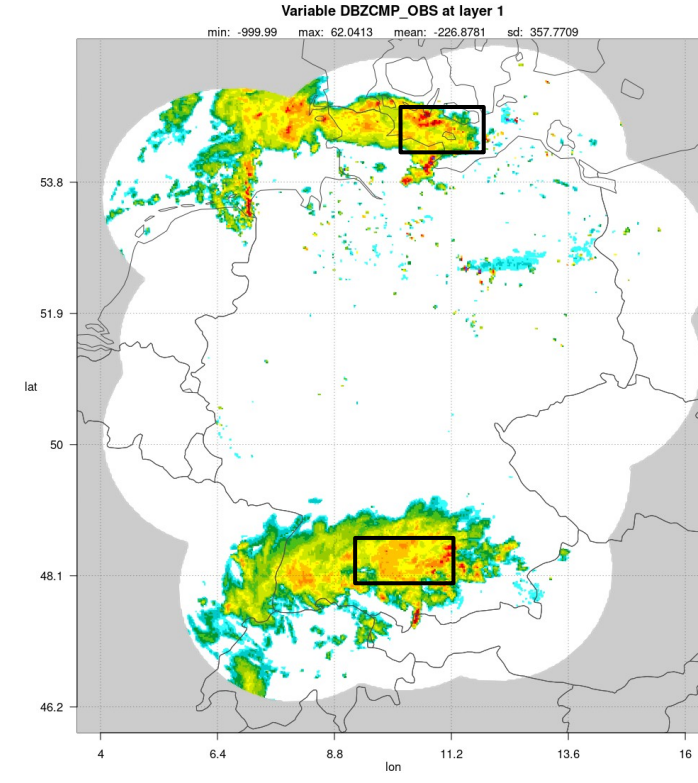 Variable DBZCMP_OBS at layer 1
min: -999.99 max: 62.0413 mean: -226.8781 sd: 357.7709
53.8
51.9
lat
50
48.1
46.2
4 6.4 8.8 11.2 13.6 16
lon